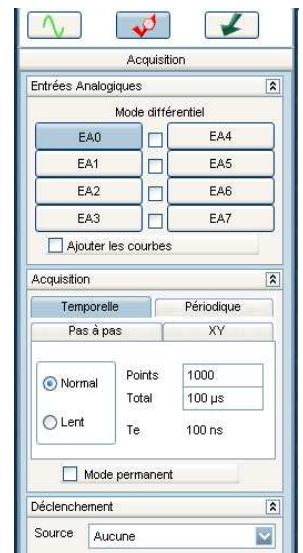 Acquisition
Entrées Analogiques
Mode différentiel
EA0 EA4
EA1 EA5
EA2 EA6
EA3 EA7
Ajouter les courbes
Acquisition
Temporelle Périodique
Pas à pas XY
Normal Points 1000
Total 100 µs
Lent Te 100 ns
Mode permanent
Déclenchement
Source Aucune